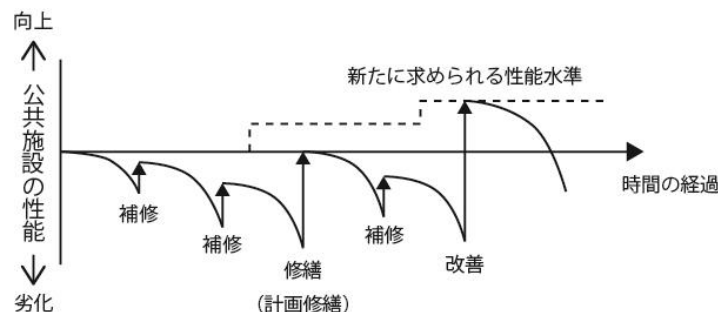 向上
公共施設の性能
劣化
新たに求められる性能水準
時間の経過
補修
補修
修繕
(計画修繕)
補修
改善